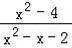 x² − 4
x² − x − 2